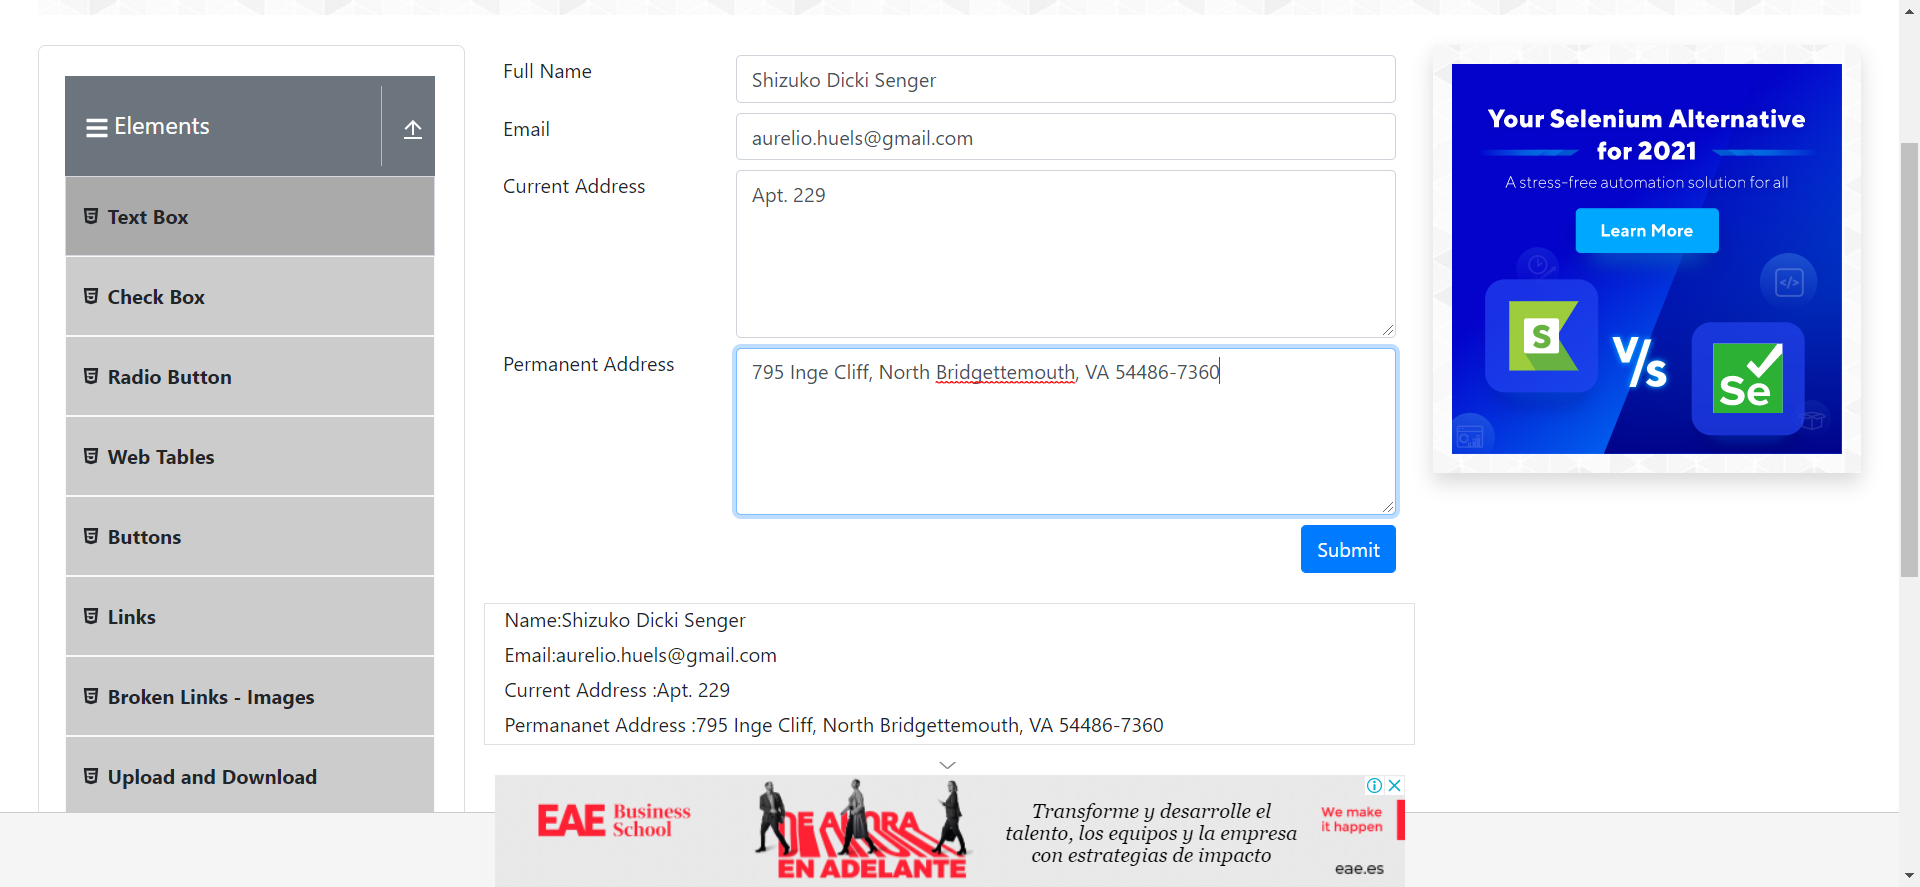 Elements
Text Box
Check Box
Radio Button
Web Tables
Buttons
Links
Broken Links - Images
Upload and Download
Full Name
Shizuko Dicki Senger
Email
aurelio.huels@gmail.com
Current Address
Apt. 229
Permanent Address
795 Inge Cliff, North Bridgettemouth, VA 54486-7360
Submit
Name:Shizuko Dicki Senger
Email:aurelio.huels@gmail.com
Current Address :Apt. 229
Permananet Address :795 Inge Cliff, North Bridgettemouth, VA 54486-7360
Your Selenium Alternative
for 2021
A stress-free automation solution for all
Learn More
S
V/s
Se
EAE Business
School
DE AHORA
EN ADELANTE
Transforme y desarrolle el
talento, los equipos y la empresa
con estrategias de impacto
We make
it happen
eae.es